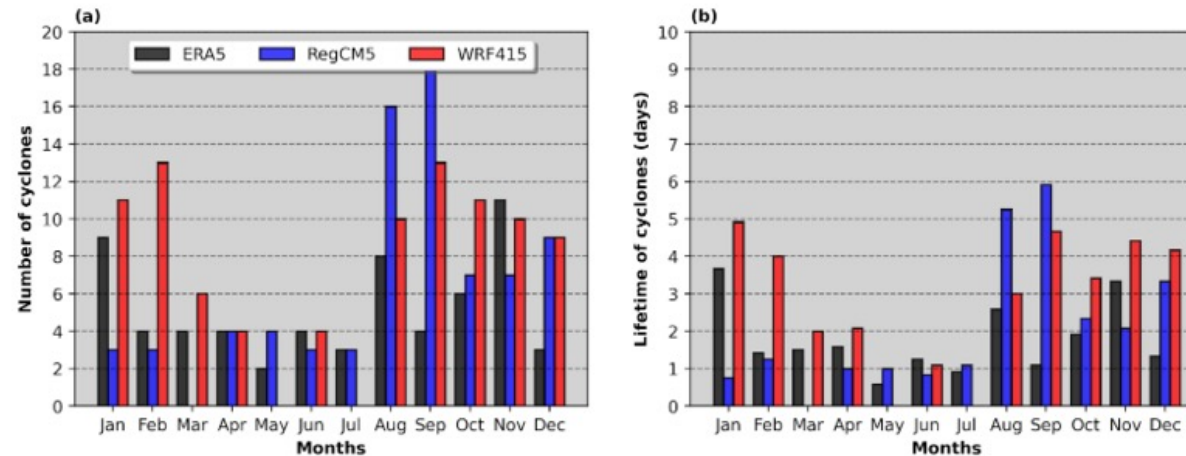 (a)
20
18
16
14
12
10
8
6
4
2
0
Number of cyclones
ERA5 RegCM5 WRF415
Jan Feb Mar Apr May Jun Jul Aug Sep Oct Nov Dec
Months
(b)
10
9
8
7
6
5
4
3
2
1
0
Lifetime of cyclones (days)
Jan Feb Mar Apr May Jun Jul Aug Sep Oct Nov Dec
Months